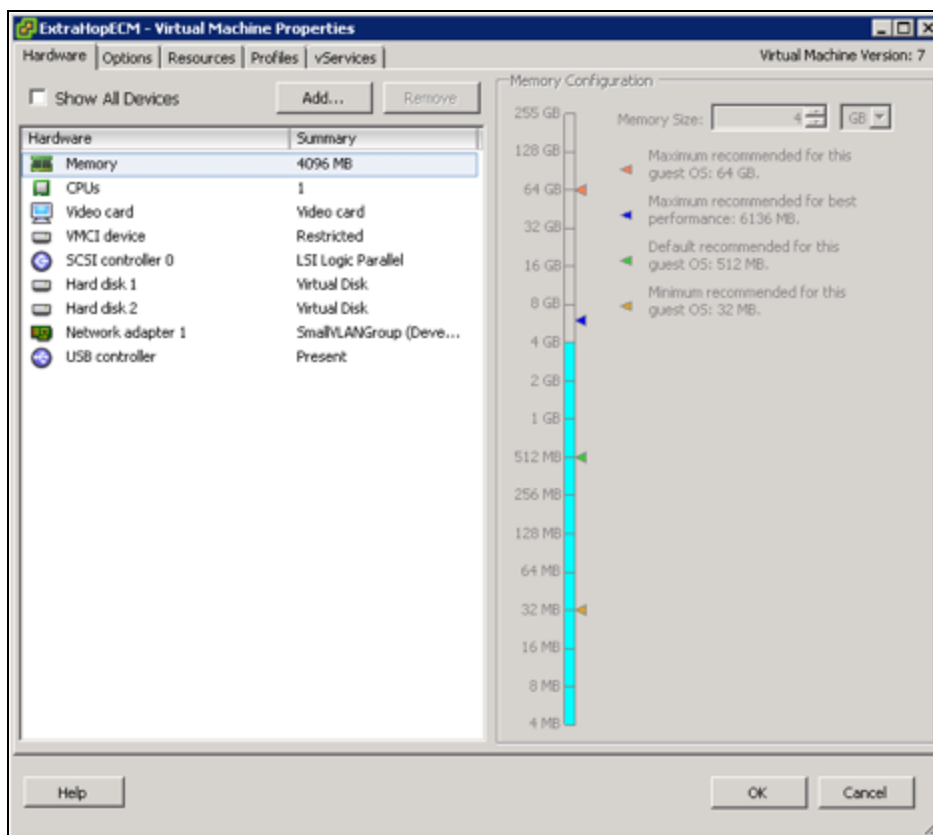 ExtraHopECM - Virtual Machine Properties
Hardware Options Resources Profiles vServices Virtual Machine Version: 7
Show All Devices Add... Remove
Hardware Summary
Memory 4096 MB
CPUs 1
Video card Video card
VMCI device Restricted
SCSI controller 0 LSI Logic Parallel
Hard disk 1 Virtual Disk
Hard disk 2 Virtual Disk
Network adapter 1 SmallVLANGroup (Deve...
USB controller Present
Memory Configuration
Memory Size: 4 GB
255 GB
128 GB
64 GB
32 GB
16 GB
8 GB
4 GB
2 GB
1 GB
512 MB
256 MB
128 MB
64 MB
32 MB
16 MB
8 MB
4 MB
Maximum recommended for this
guest OS: 64 GB.
Maximum recommended for best
performance: 6136 MB.
Default recommended for this
guest OS: 512 MB.
Minimum recommended for this
guest OS: 32 MB.
Help OK Cancel